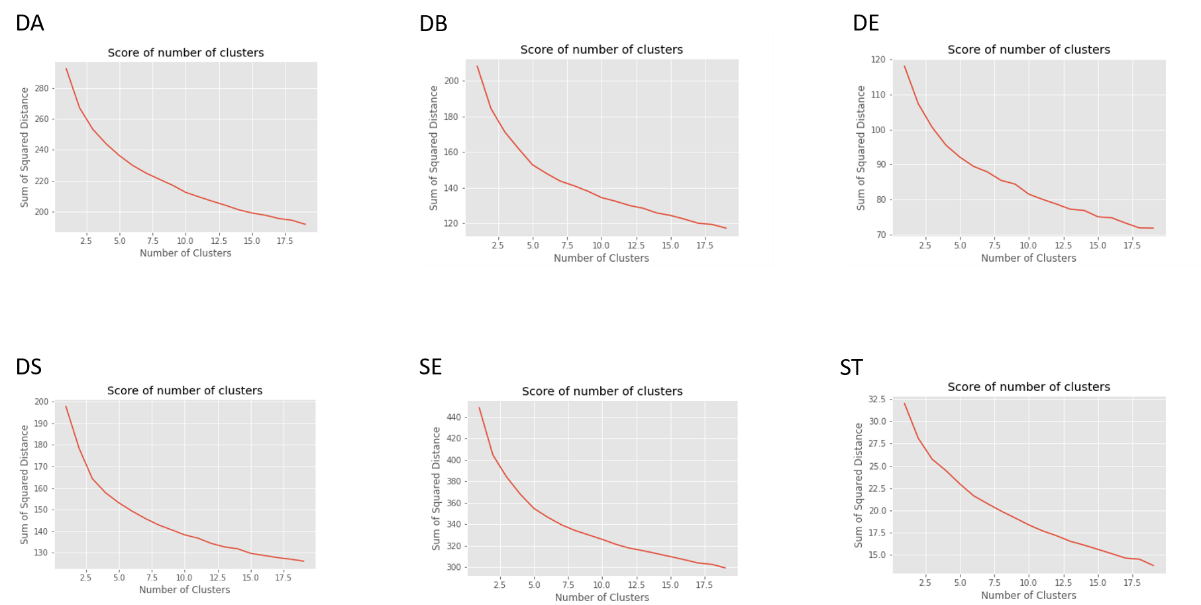 DA
Score of number of clusters
Sum of Squared Distance
280
260
240
220
200
2.5 5.0 7.5 10.0 12.5 15.0 17.5
Number of Clusters
DB
Score of number of clusters
Sum of Squared Distance
200
180
160
140
120
2.5 5.0 7.5 10.0 12.5 15.0 17.5
Number of Clusters
DE
Score of number of clusters
Sum of Squared Distance
120
110
100
90
80
70
2.5 5.0 7.5 10.0 12.5 15.0 17.5
Number of Clusters
DS
Score of number of clusters
Sum of Squared Distance
200
190
180
170
160
150
140
130
2.5 5.0 7.5 10.0 12.5 15.0 17.5
Number of Clusters
SE
Score of number of clusters
Sum of Squared Distance
440
420
400
380
360
340
320
300
2.5 5.0 7.5 10.0 12.5 15.0 17.5
Number of Clusters
ST
Score of number of clusters
Sum of Squared Distance
32.5
30.0
27.5
25.0
22.5
20.0
17.5
15.0
2.5 5.0 7.5 10.0 12.5 15.0 17.5
Number of Clusters